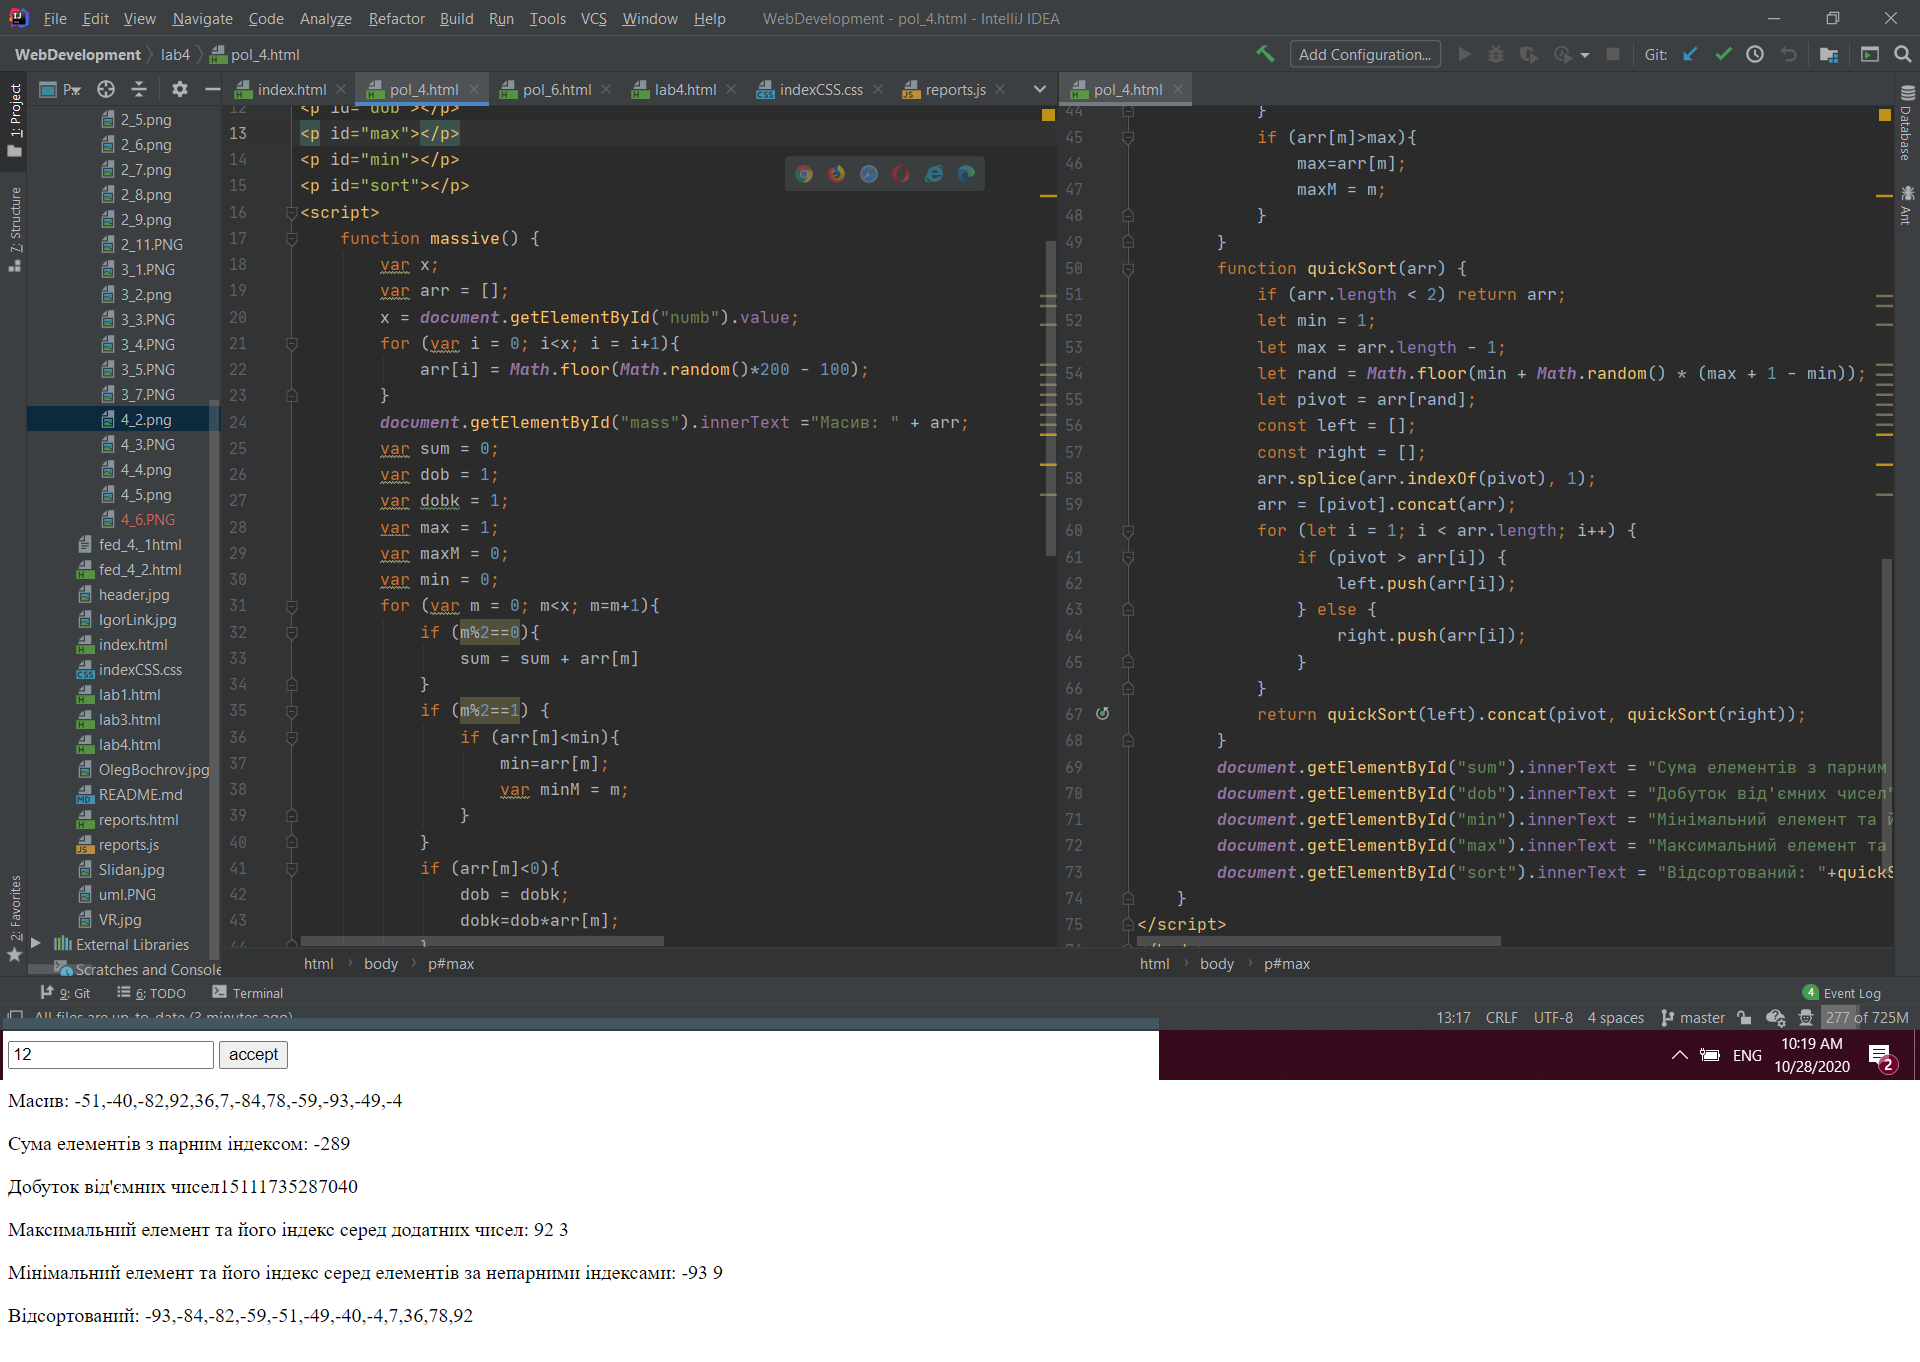 File Edit View Navigate Code Analyze Refactor Build Run Tools VCS Window Help WebDevelopment - pol_4.html - IntelliJ IDEA
WebDevelopment lab4 pol_4.html Add Configuration... Git:
1: Project
7: Structure
2: Favorites
P
2_5.png
2_6.png
2_7.png
2_8.png
2_9.png
2_11.PNG
3_1.PNG
3_2.png
3_3.PNG
3_4.PNG
3_5.PNG
3_7.PNG
4_2.png
4_3.PNG
4_4.png
4_5.png
4_6.PNG
fed_4._1html
fed_4_2.html
header.jpg
IgorLink.jpg
index.html
indexCSS.css
lab1.html
lab3.html
lab4.html
OlegBochrov.jpg
README.md
reports.html
reports.js
Slidan.jpg
uml.PNG
VR.jpg
External Libraries
Scratches and Console
index.html pol_4.html pol_6.html lab4.html indexCSS.css reports.js
12 <p id="dob"></p>
13 <p id="max"></p>
14 <p id="min"></p>
15 <p id="sort"></p>
16 <script>
17 function massive() {
18 var x;
19 var arr = [];
20 x = document.getElementById("numb").value;
21 for (var i = 0; i<x; i = i+1){
22 arr[i] = Math.floor(Math.random()*200 - 100);
23 }
24 document.getElementById("mass").innerText ="Масив: " + arr;
25 var sum = 0;
26 var dob = 1;
27 var dobk = 1;
28 var max = 1;
29 var maxM = 0;
30 var min = 0;
31 for (var m = 0; m<x; m=m+1){
32 if (m%2==0){
33 sum = sum + arr[m]
34 }
35 if (m%2==1) {
36 if (arr[m]<min){
37 min=arr[m];
38 var minM = m;
39 }
40 }
41 if (arr[m]<0){
42 dob = dobk;
43 dobk=dob*arr[m];
44 }
html body p#max
pol_4.html
44 }
45 if (arr[m]>max){
46 max=arr[m];
47 maxM = m;
48 }
49 }
50 function quickSort(arr) {
51 if (arr.length < 2) return arr;
52 let min = 1;
53 let max = arr.length - 1;
54 let rand = Math.floor(min + Math.random() * (max + 1 - min));
55 let pivot = arr[rand];
56 const left = [];
57 const right = [];
58 arr.splice(arr.indexOf(pivot), 1);
59 arr = [pivot].concat(arr);
60 for (let i = 1; i < arr.length; i++) {
61 if (pivot > arr[i]) {
62 left.push(arr[i]);
63 } else {
64 right.push(arr[i]);
65 }
66 }
67 return quickSort(left).concat(pivot, quickSort(right));
68 }
69 document.getElementById("sum").innerText = "Сума елементів з парним
70 document.getElementById("dob").innerText = "Добуток від'ємних чисел"
71 document.getElementById("min").innerText = "Мінімальний елемент та й
72 document.getElementById("max").innerText = "Максимальний елемент та
73 document.getElementById("sort").innerText = "Відсортований: "+quickS
74 }
75 </script>
html body p#max
Database
Ant
9: Git 6: TODO Terminal 4 Event Log
All files are up-to-date (3 minutes ago) 13:17 CRLF UTF-8 4 spaces master 277 of 725M
ENG 10:19 AM
10/28/2020 2
12 accept
Масив: -51,-40,-82,92,36,7,-84,78,-59,-93,-49,-4
Сума елементів з парним індексом: -289
Добуток від'ємних чисел15111735287040
Максимальний елемент та його індекс серед додатних чисел: 92 3
Мінімальний елемент та його індекс серед елементів за непарними індексами: -93 9
Відсортований: -93,-84,-82,-59,-51,-49,-40,-4,7,36,78,92